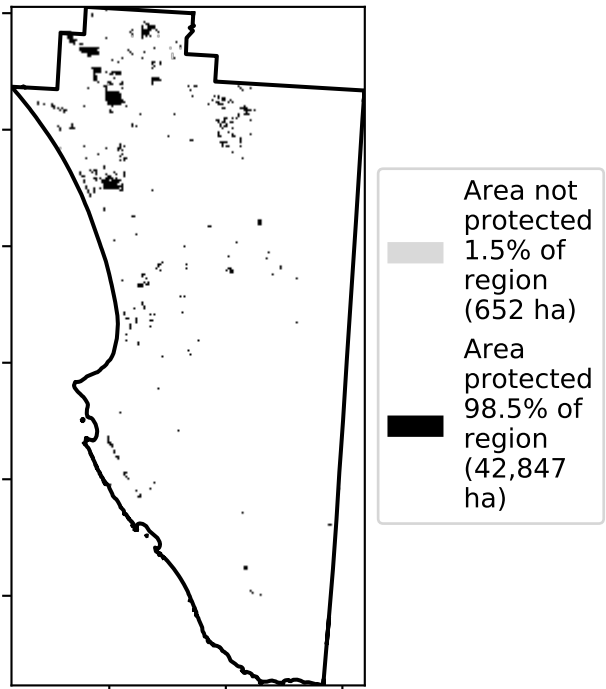 Area not
protected
1.5% of
region
(652 ha)
Area
protected
98.5% of
region
(42,847
ha)